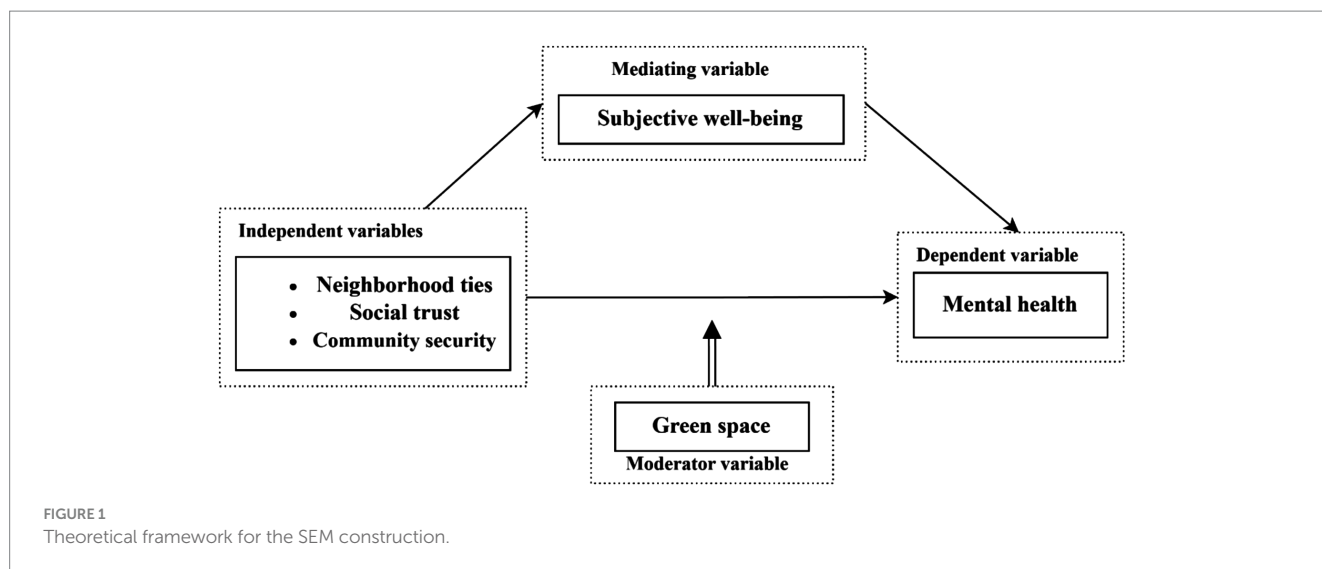 Mediating variable
Subjective well-being
Independent variables
• Neighborhood ties
• Social trust
• Community security
Dependent variable
Mental health
Green space
Moderator variable
FIGURE 1
Theoretical framework for the SEM construction.